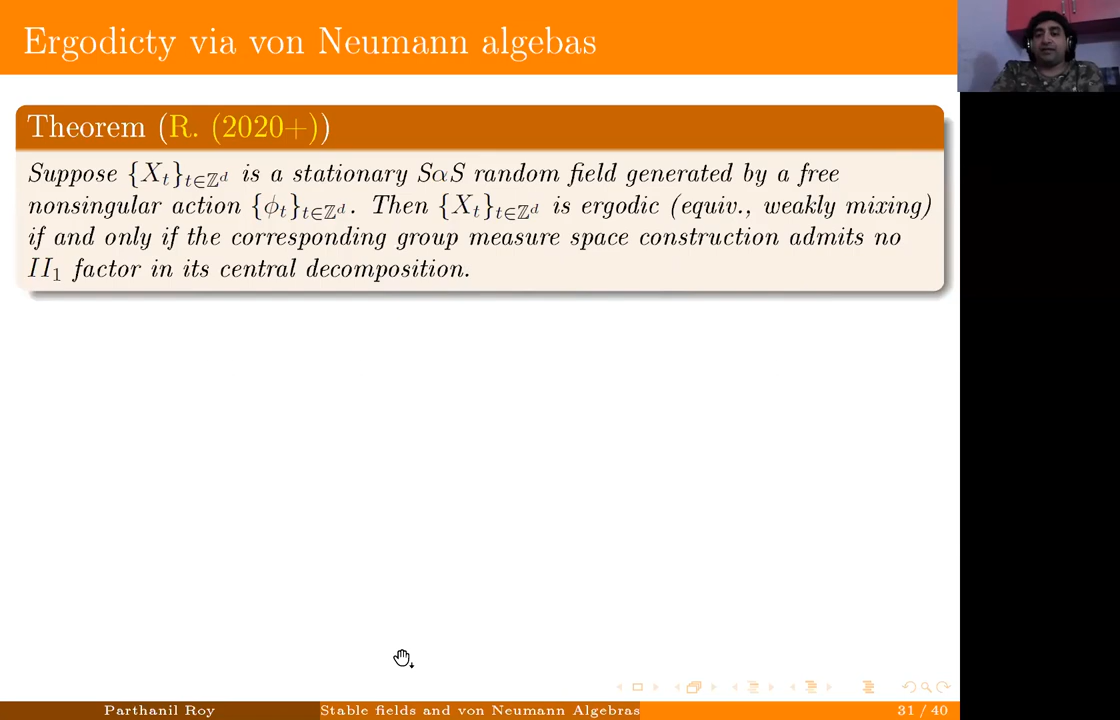 Ergodicty via von Neumann algebas
Theorem (R. (2020+))
Suppose {X_t}_{t∈ℤ^d} is a stationary SαS random field generated by a free
nonsingular action {ϕ_t}_{t∈ℤ^d}. Then {X_t}_{t∈ℤ^d} is ergodic (equiv., weakly mixing)
if and only if the corresponding group measure space construction admits no
II_1 factor in its central decomposition.
Parthanil Roy Stable fields and von Neumann Algebras 31 / 40